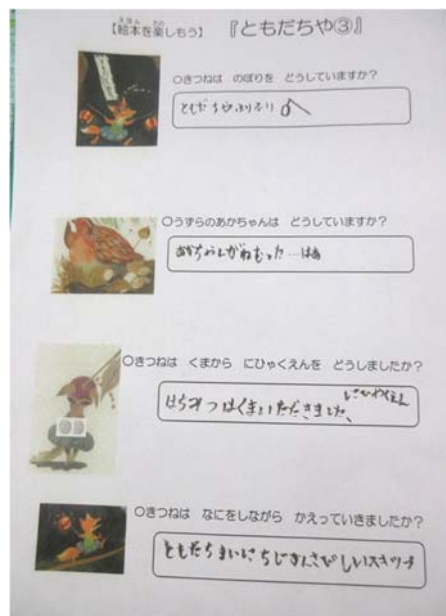 【絵本を楽しもう】 『ともだちや③』
○きつねは のぼりを どうしていますか？
ともだちやふりふり
○うずらのあかちゃんは どうしていますか？
あかちゃんがねむった…はあ
○きつねは くまから にひゃくえんを どうしましたか？
にひゃくえん
はちみつはくまいただきました、
○きつねは なにをしながら かえっていきましたか？
ともだちまいにちじかんさびしいスキップ